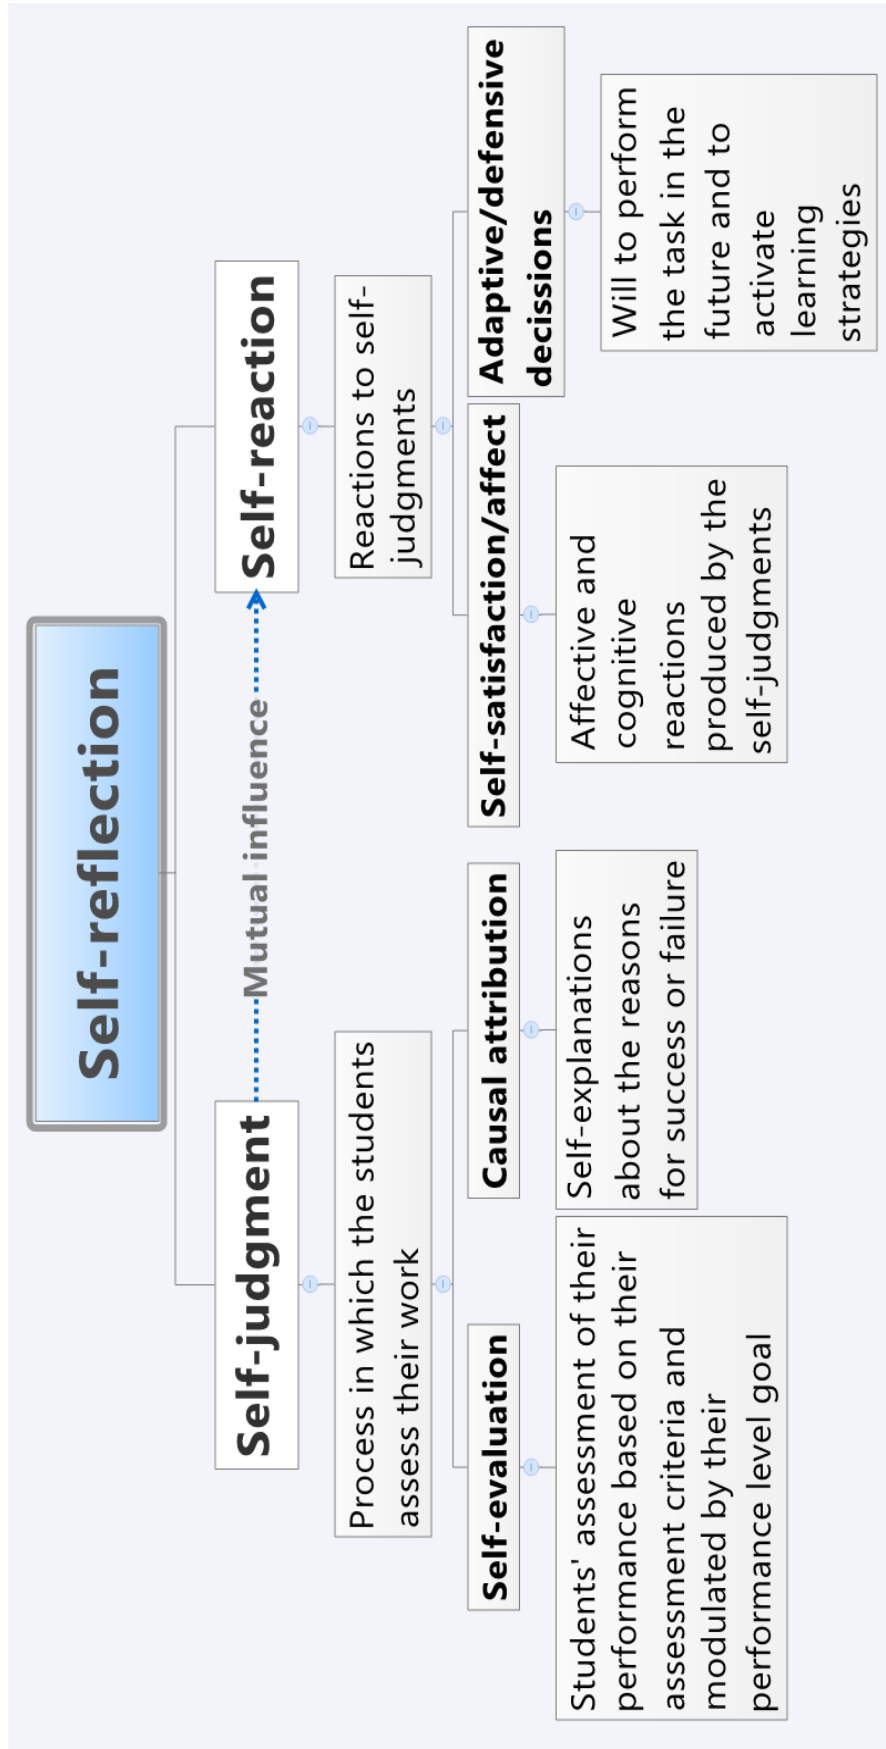 Self-reflection
Self-judgment
Mutual influence
Self-reaction
Process in which the students
assess their work
Reactions to self-
judgments
Self-evaluation
Students' assessment of their
performance based on their
assessment criteria and
modulated by their
performance level goal
Causal attribution
Self-explanations
about the reasons
for success or failure
Self-satisfaction/affect
Affective and
cognitive
reactions
produced by the
self-judgments
Adaptive/defensive
decissions
Will to perform
the task in the
future and to
activate
learning
strategies